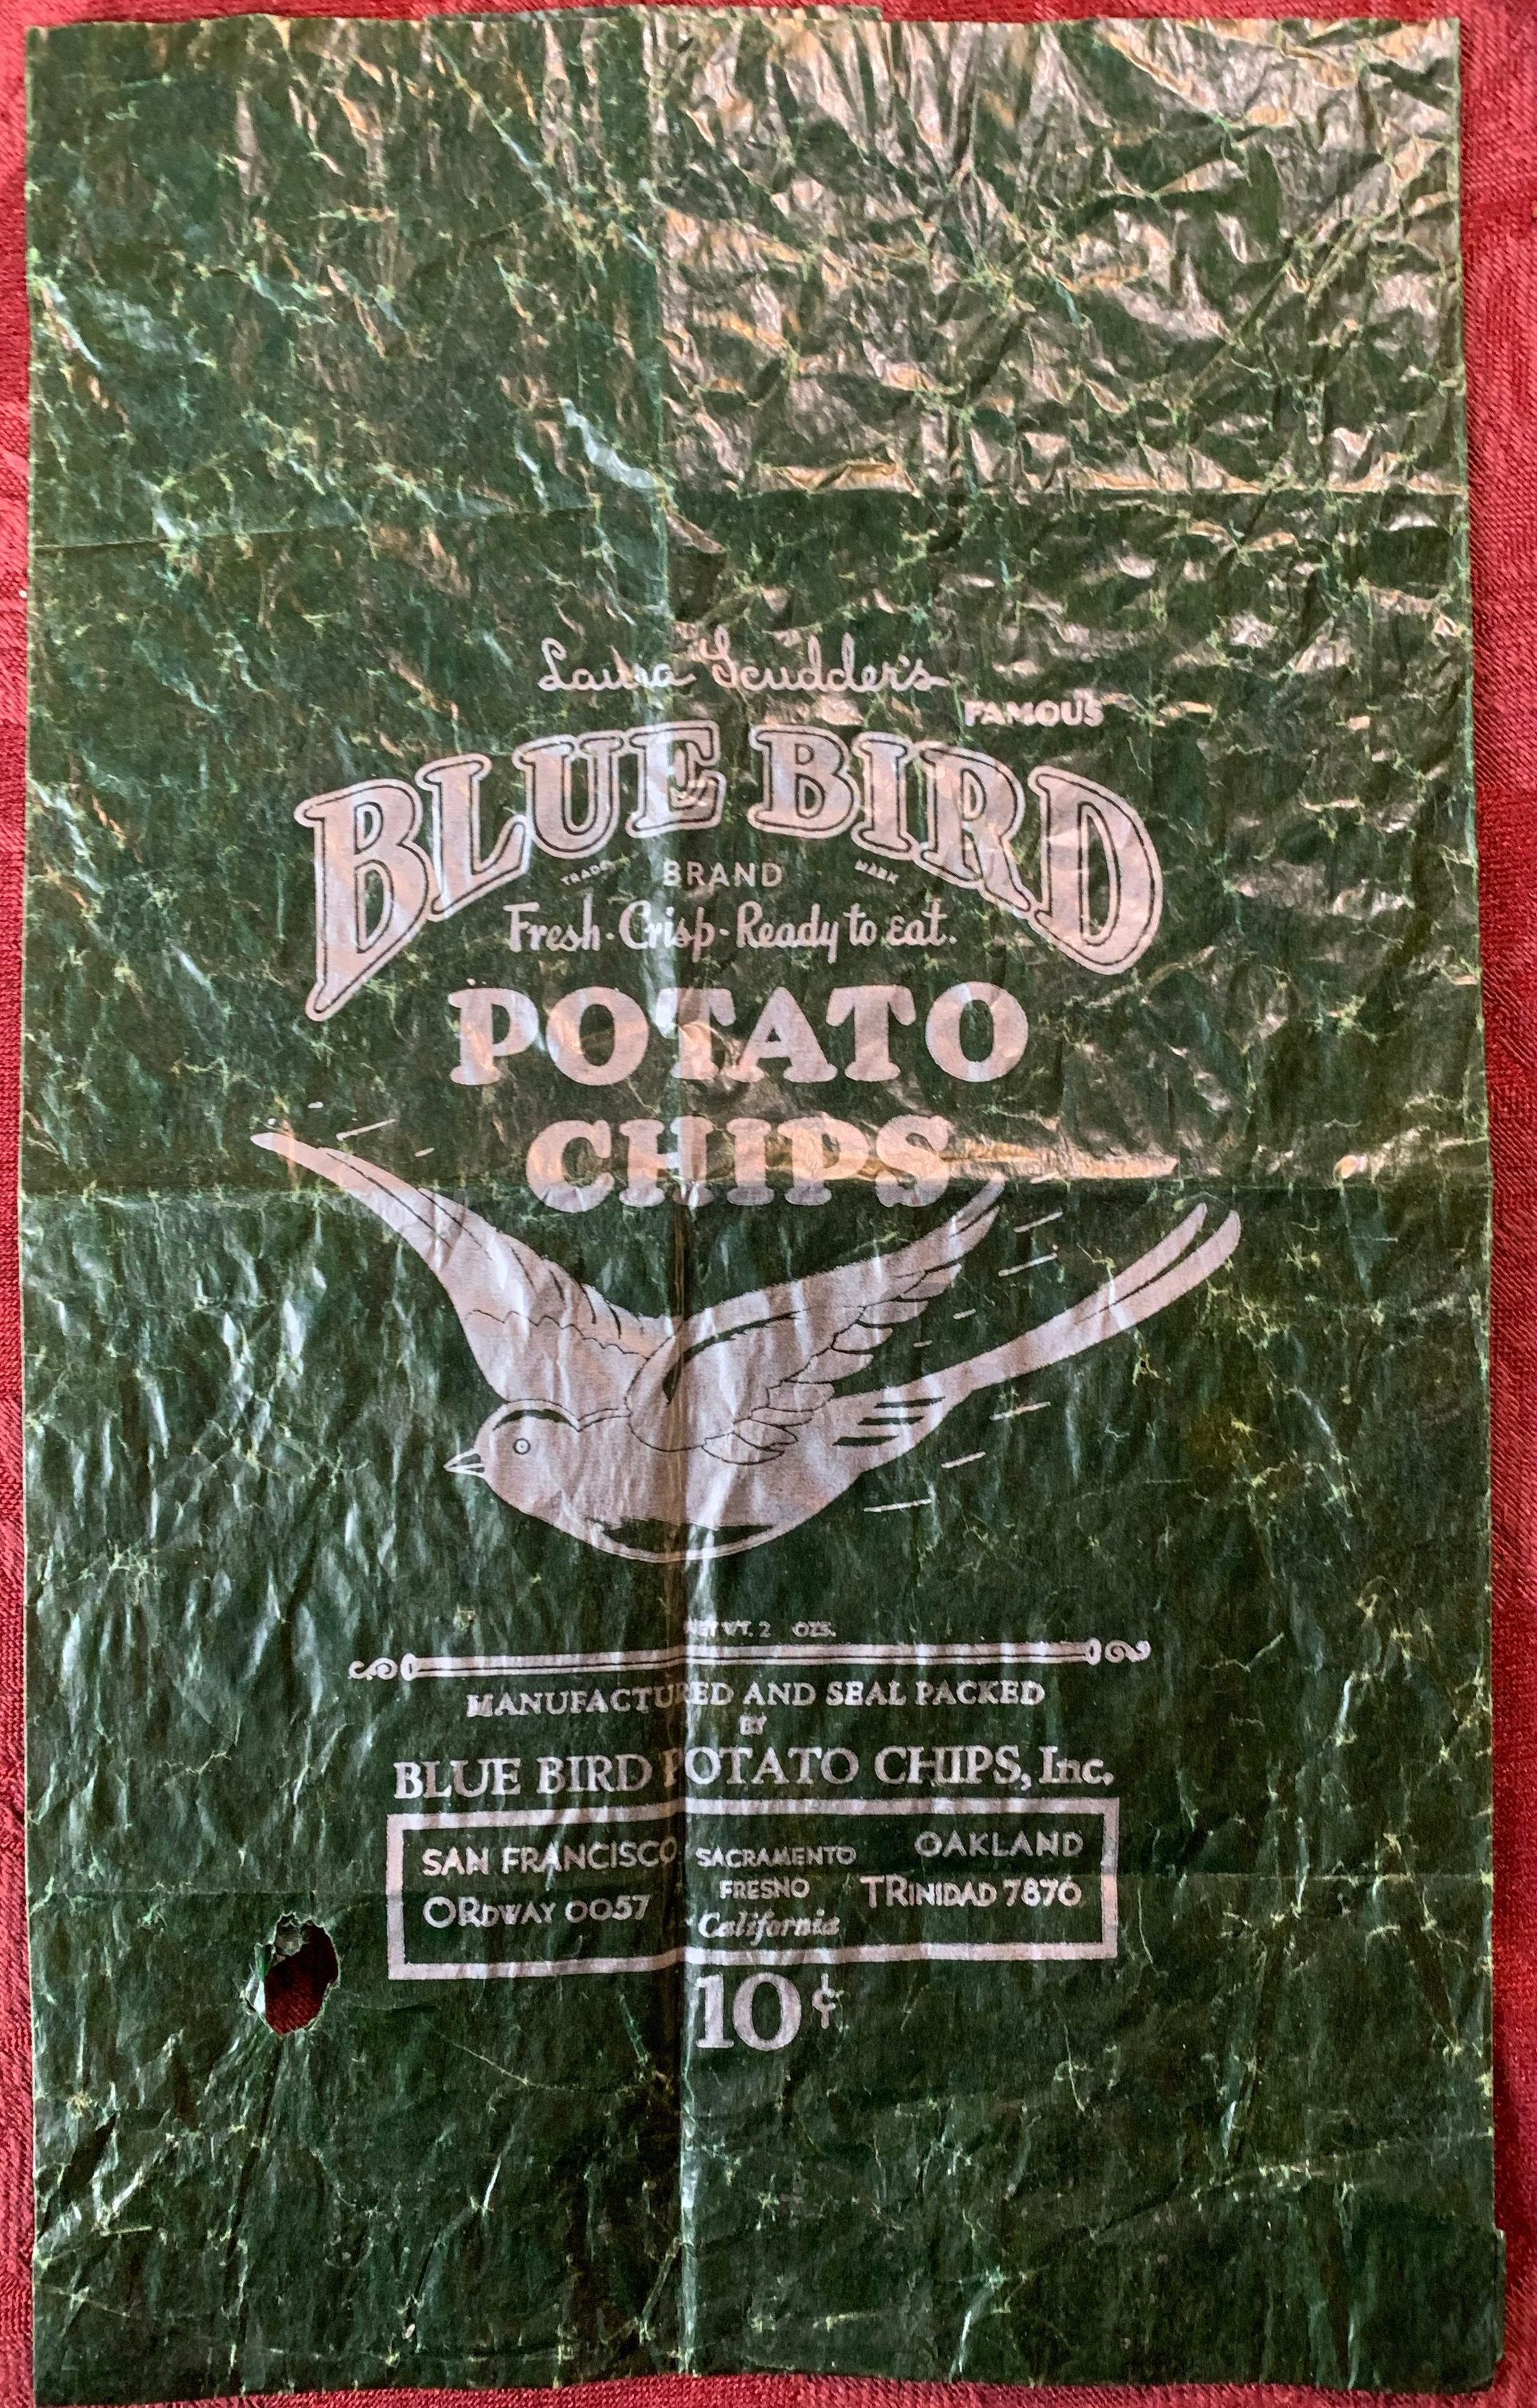 Laura Scudder's
FAMOUS
BLUE BIRD
TRADE BRAND MARK
Fresh · Crisp · Ready to eat.
POTATO
CHIPS
NET WT. 2 OZS.
MANUFACTURED AND SEAL PACKED
BY
BLUE BIRD POTATO CHIPS, Inc.
SAN FRANCISCO
ORDWAY 0057
SACRAMENTO
FRESNO
California
OAKLAND
TRINIDAD 7876
10¢